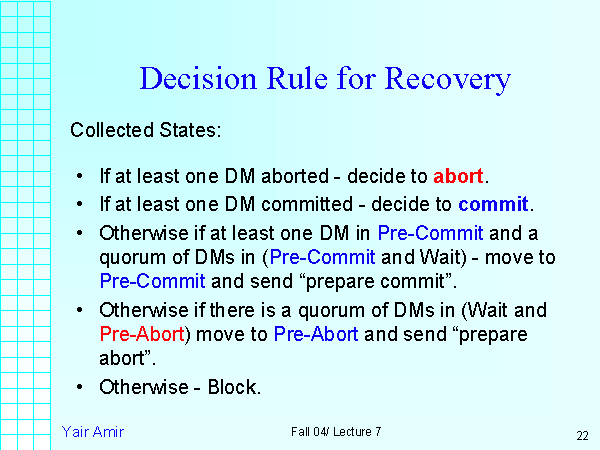 Decision Rule for Recovery
Collected States:
• If at least one DM aborted - decide to abort.
• If at least one DM committed - decide to commit.
• Otherwise if at least one DM in Pre-Commit and a
quorum of DMs in (Pre-Commit and Wait) - move to
Pre-Commit and send “prepare commit”.
• Otherwise if there is a quorum of DMs in (Wait and
Pre-Abort) move to Pre-Abort and send “prepare
abort”.
• Otherwise - Block.
Yair Amir
Fall 04/ Lecture 7
22